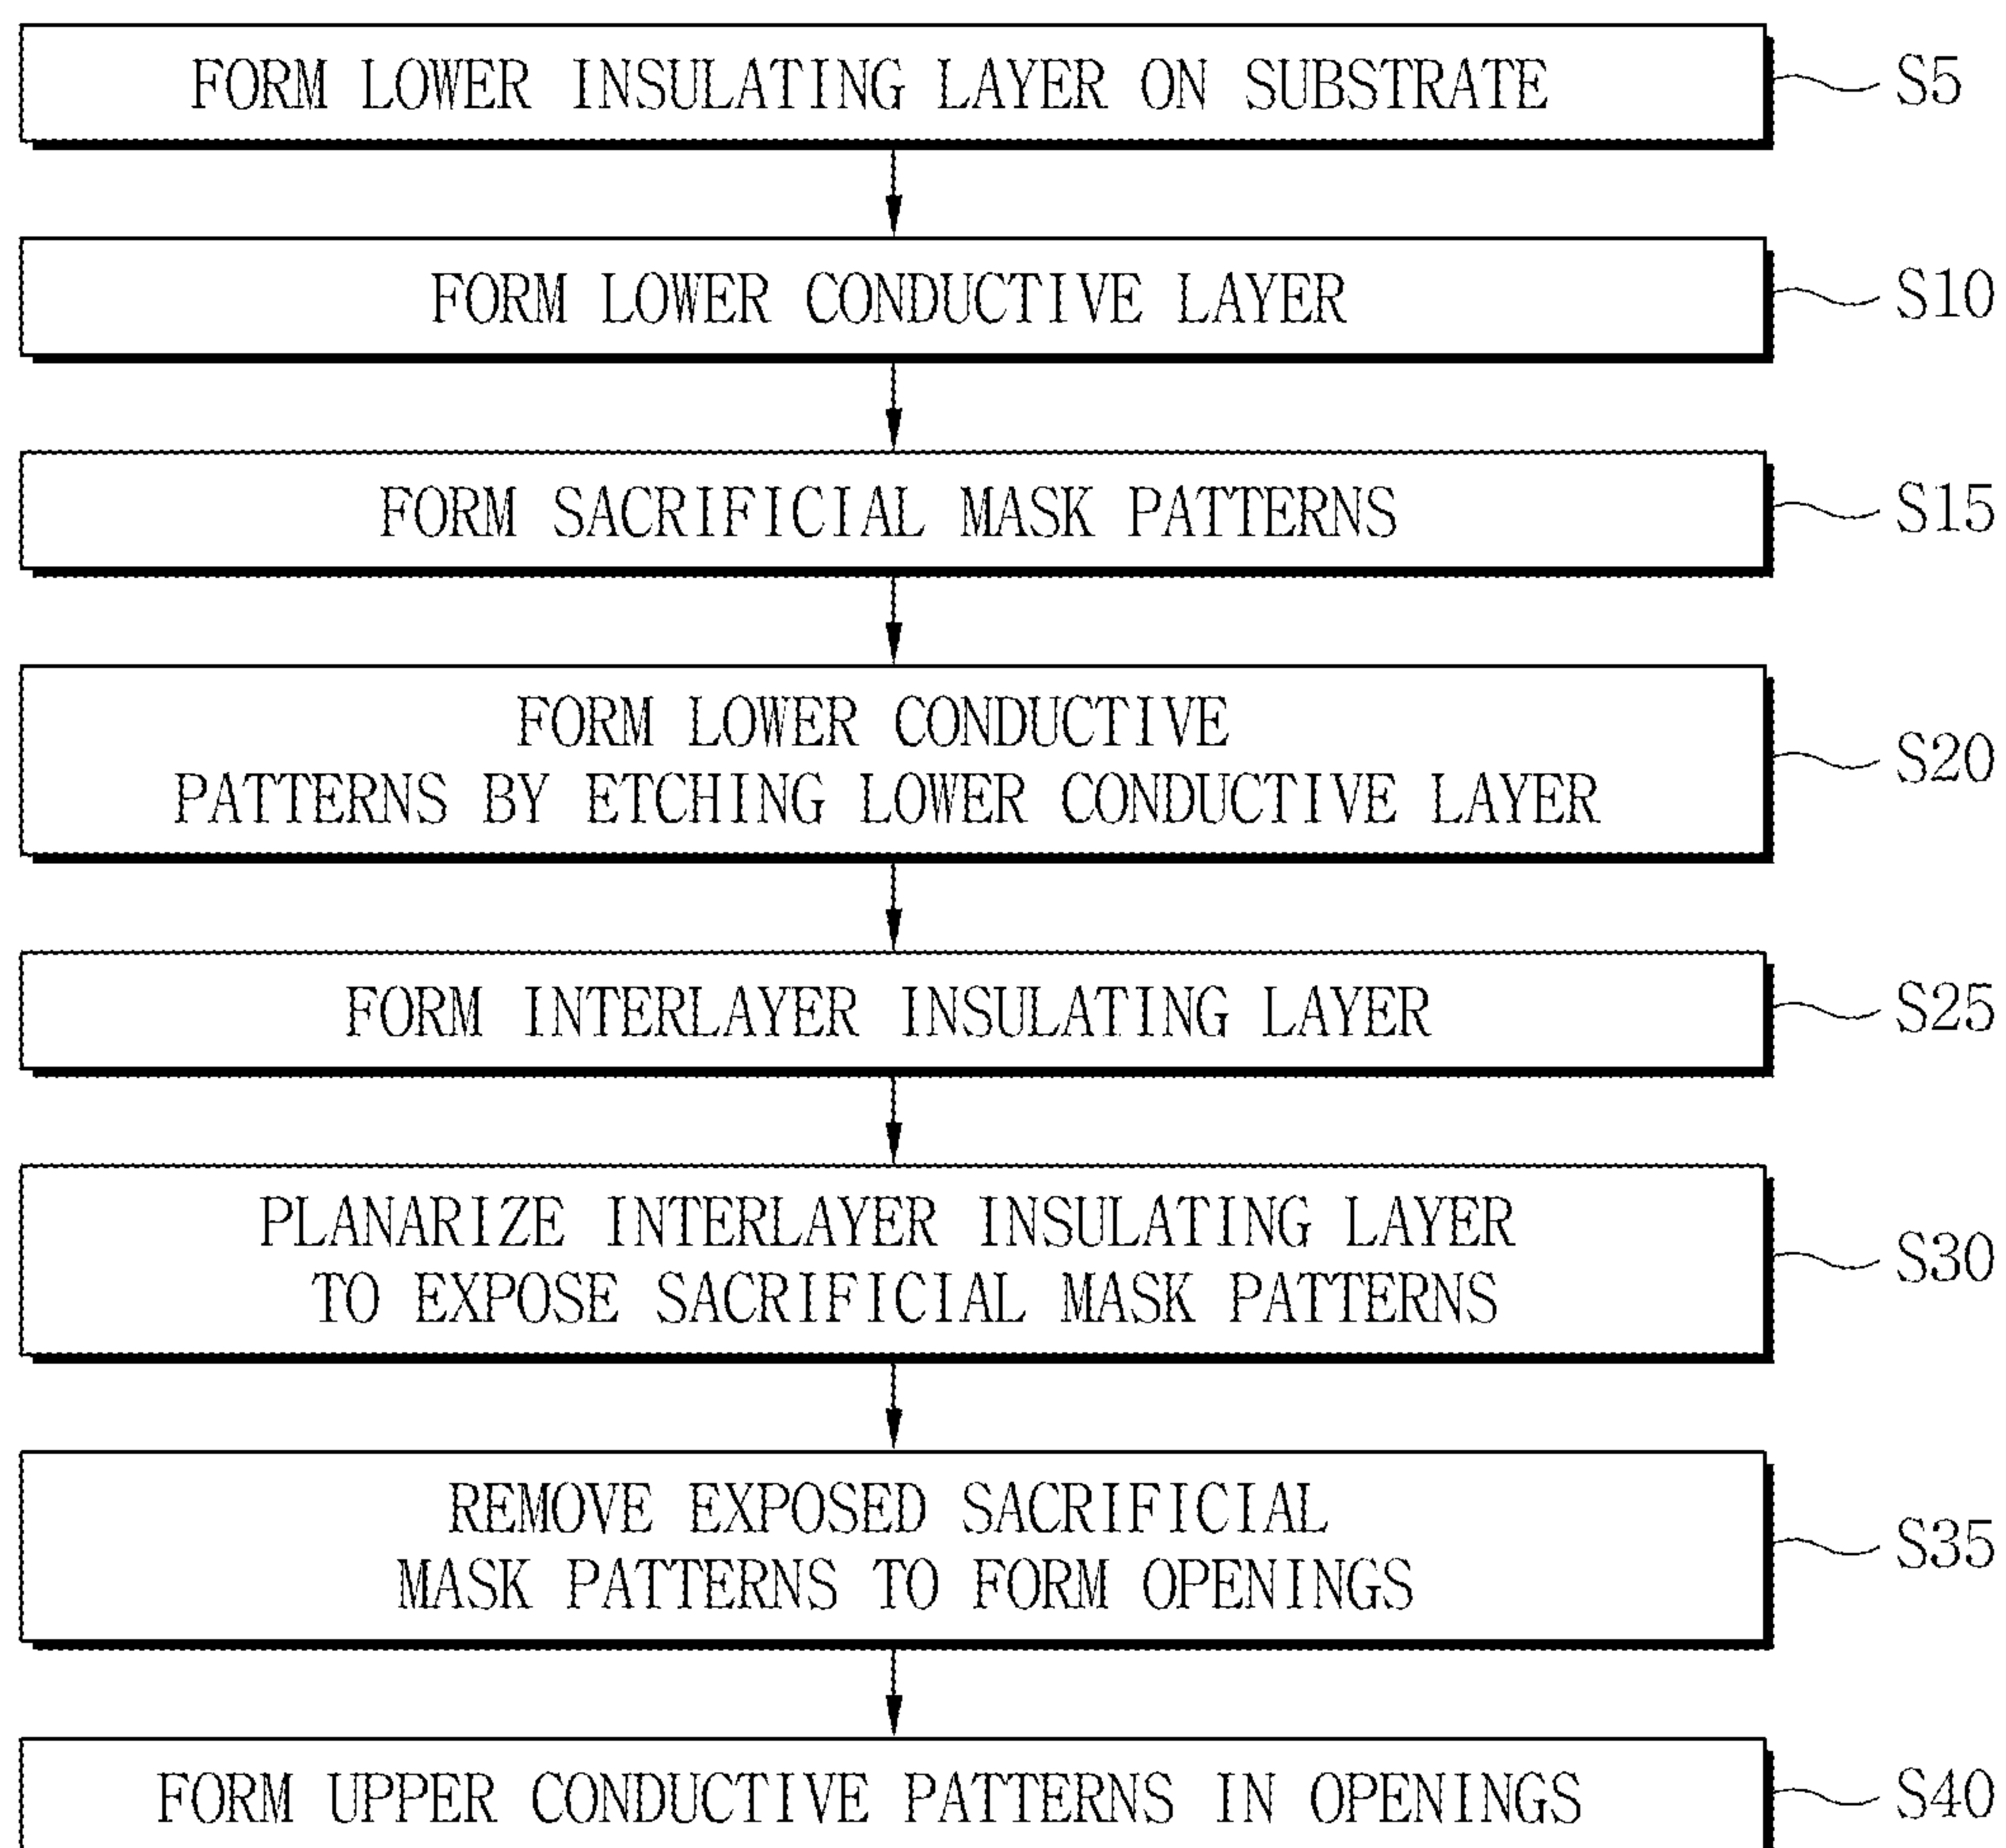 FORM LOWER INSULATING LAYER ON SUBSTRATE
S5
FORM LOWER CONDUCTIVE LAYER
S10
FORM SACRIFICIAL MASK PATTERNS
S15
FORM LOWER CONDUCTIVE
PATTERNS BY ETCHING LOWER CONDUCTIVE LAYER
S20
FORM INTERLAYER INSULATING LAYER
S25
PLANARIZE INTERLAYER INSULATING LAYER
TO EXPOSE SACRIFICIAL MASK PATTERNS
S30
REMOVE EXPOSED SACRIFICIAL
MASK PATTERNS TO FORM OPENINGS
S35
FORM UPPER CONDUCTIVE PATTERNS IN OPENINGS
S40